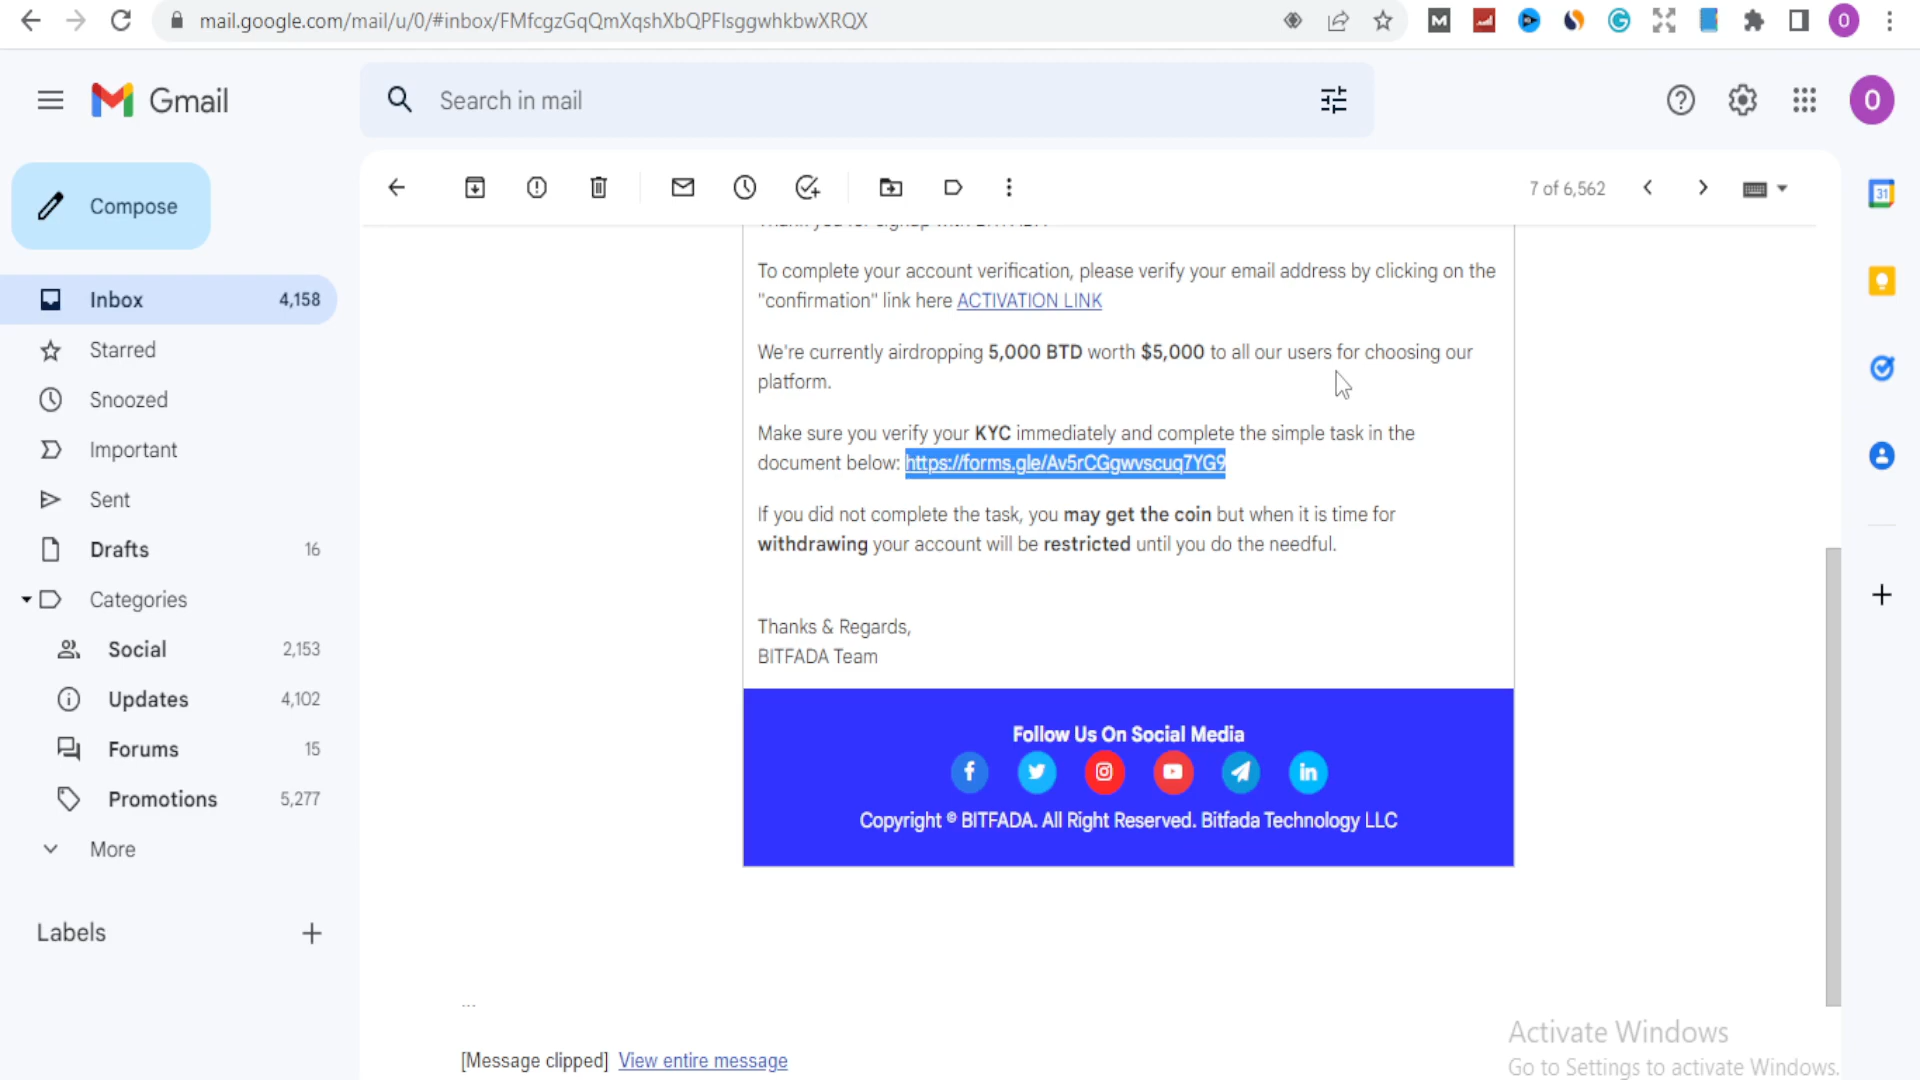 mail.google.com/mail/u/0/#inbox/FMfcgzGqQmXqshXbQPFlsggwhkbwXRQX
M
G
O
Gmail
Search in mail
O
Compose
7 of 6,562
31
Inbox 4,158
Starred
Snoozed
Important
Sent
Drafts 16
Categories
Social 2,153
Updates 4,102
Forums 15
Promotions 5,277
More
Labels
To complete your account verification, please verify your email address by clicking on the
"confirmation" link here ACTIVATION LINK
We're currently airdropping 5,000 BTD worth $5,000 to all our users for choosing our
platform.
Make sure you verify your KYC immediately and complete the simple task in the
document below: https://forms.gle/Av5rCGgwvscuq7YG9
If you did not complete the task, you may get the coin but when it is time for
withdrawing your account will be restricted until you do the needful.
Thanks & Regards,
BITFADA Team
Follow Us On Social Media
Copyright © BITFADA. All Right Reserved. Bitfada Technology LLC
...
[Message clipped] View entire message
Activate Windows
Go to Settings to activate Windows.